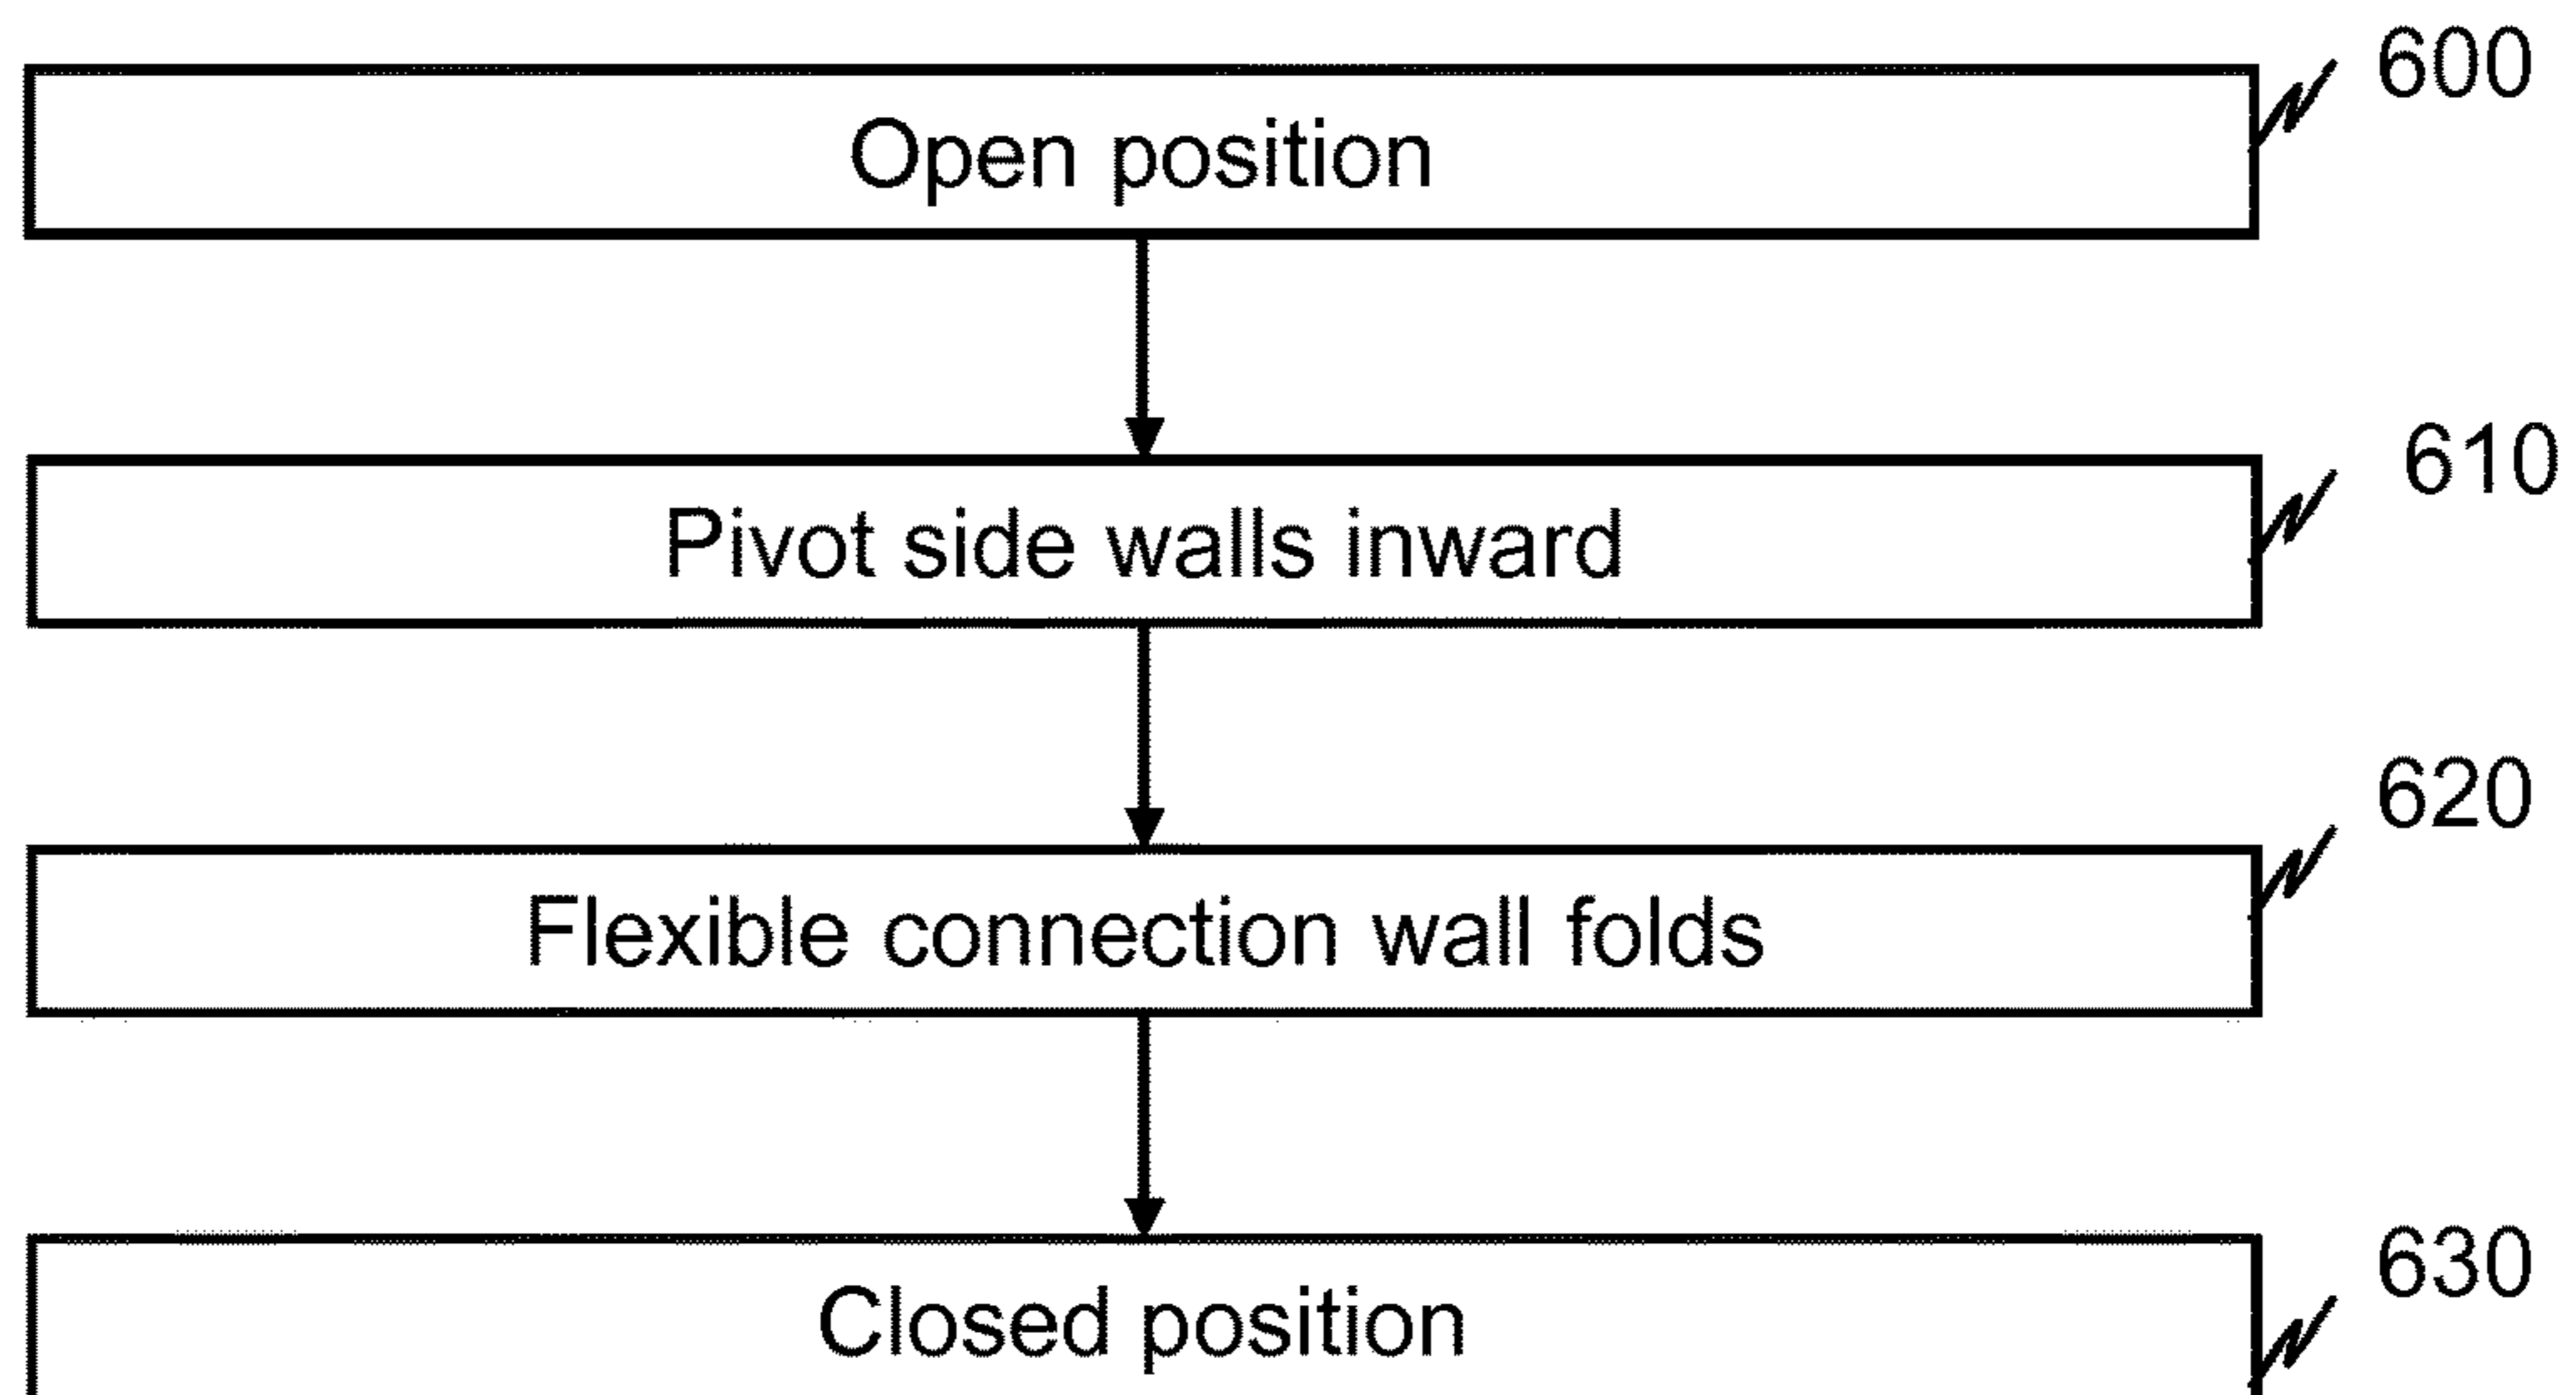 600
Open position
610
Pivot side walls inward
620
Flexible connection wall folds
630
Closed position